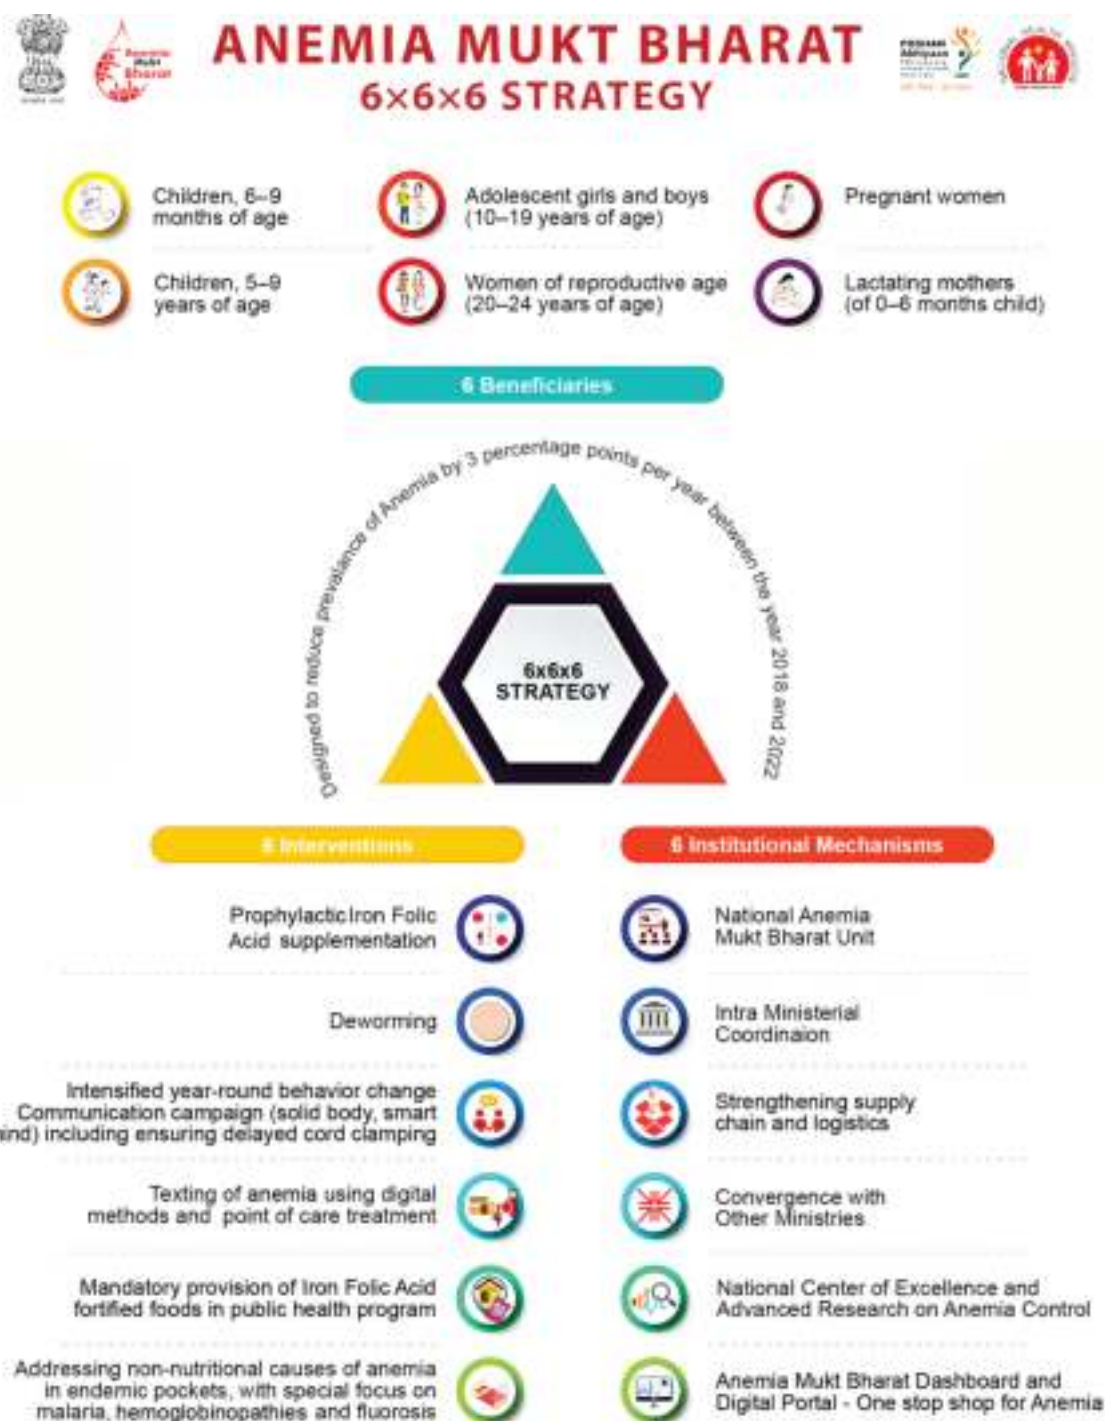 ANEMIA MUKT BHARAT
6×6×6 STRATEGY
Anemia
Mukt
Bharat
POSHAN
Abhiyaan
Children, 6–9
months of age
Adolescent girls and boys
(10–19 years of age)
Pregnant women
Children, 5–9
years of age
Women of reproductive age
(20–24 years of age)
Lactating mothers
(of 0–6 months child)
6 Beneficiaries
Designed to reduce prevalance of Anemia by 3 percentage points per year between the year 2018 and 2022
6x6x6
STRATEGY
6 Interventions
Prophylactic Iron Folic
Acid supplementation
Deworming
Intensified year-round behavior change
Communication campaign (solid body, smart
ind) including ensuring delayed cord clamping
Texting of anemia using digital
methods and point of care treatment
Mandatory provision of Iron Folic Acid
fortified foods in public health program
Addressing non-nutritional causes of anemia
in endemic pockets, with special focus on
malaria, hemoglobinopathies and fluorosis
6 Institutional Mechanisms
National Anemia
Mukt Bharat Unit
Intra Ministerial
Coordinaion
Strengthening supply
chain and logistics
Convergence with
Other Ministries
National Center of Excellence and
Advanced Research on Anemia Control
Anemia Mukt Bharat Dashboard and
Digital Portal - One stop shop for Anemia